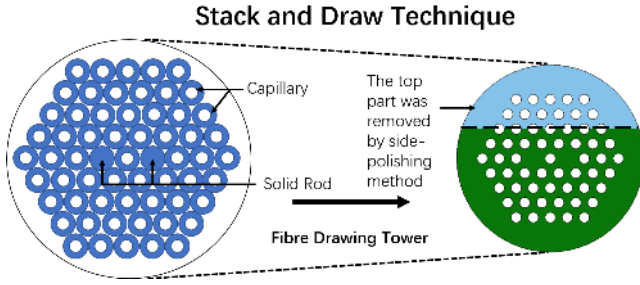 Stack and Draw Technique
Capillary
Solid Rod
The top
part was
removed
by side-
polishing
method
Fibre Drawing Tower